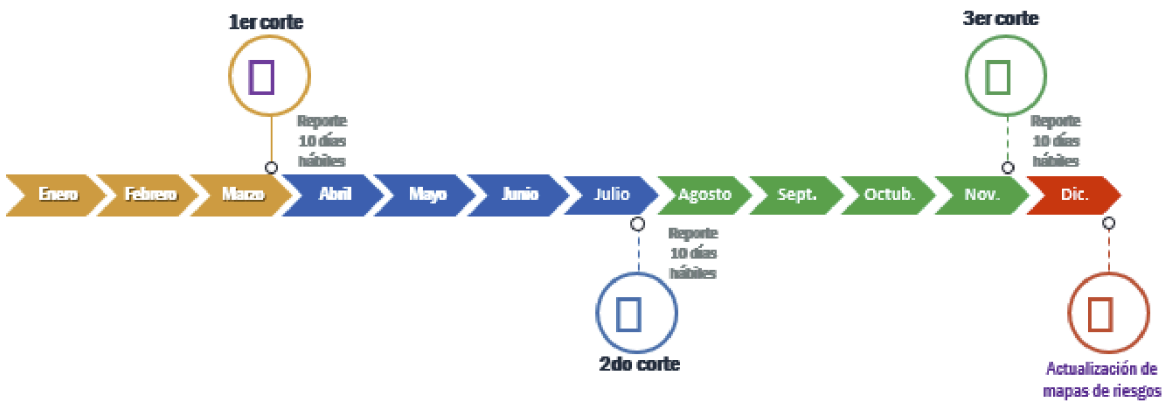 1er corte
3er corte
Reporte
10 días
hábiles
Reporte
10 días
hábiles
Enero Febrero Marzo Abril Mayo Junio Julio Agosto Sept. Octub. Nov. Dic.
Reporte
10 días
hábiles
2do corte
Actualización de
mapas de riesgos